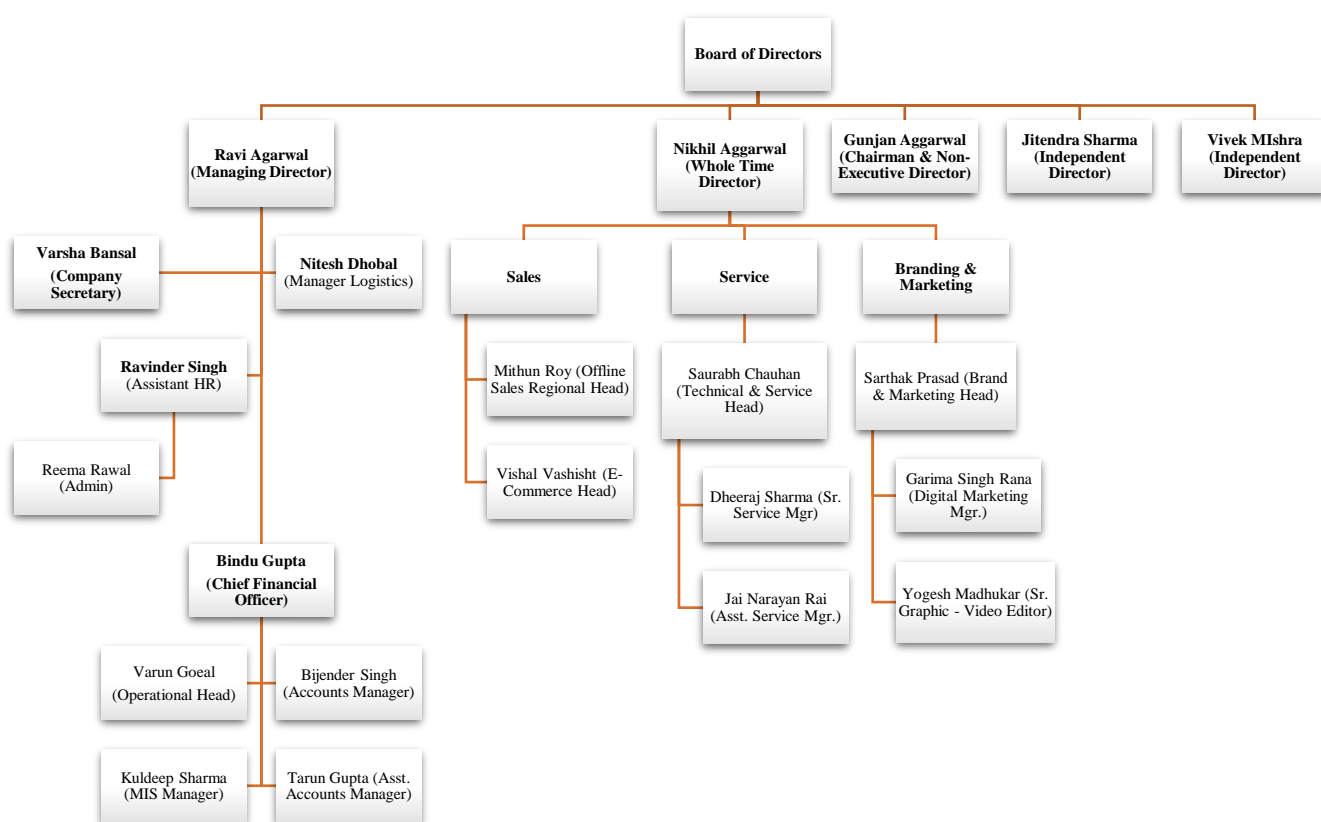 Board of Directors
Ravi Agarwal
(Managing Director)
Nikhil Aggarwal
(Whole Time
Director)
Gunjan Aggarwal
(Chairman & Non-
Executive Director)
Jitendra Sharma
(Independent
Director)
Vivek MIshra
(Independent
Director)
Varsha Bansal
(Company
Secretary)
Nitesh Dhobal
(Manager Logistics)
Sales
Service
Branding &
Marketing
Ravinder Singh
(Assistant HR)
Mithun Roy (Offline
Sales Regional Head)
Saurabh Chauhan
(Technical & Service
Head)
Sarthak Prasad (Brand
& Marketing Head)
Reema Rawal
(Admin)
Vishal Vashisht (E-
Commerce Head)
Dheeraj Sharma (Sr.
Service Mgr)
Garima Singh Rana
(Digital Marketing
Mgr.)
Bindu Gupta
(Chief Financial
Officer)
Jai Narayan Rai
(Asst. Service Mgr.)
Yogesh Madhukar (Sr.
Graphic - Video Editor)
Varun Goeal
(Operational Head)
Bijender Singh
(Accounts Manager)
Kuldeep Sharma
(MIS Manager)
Tarun Gupta (Asst.
Accounts Manager)